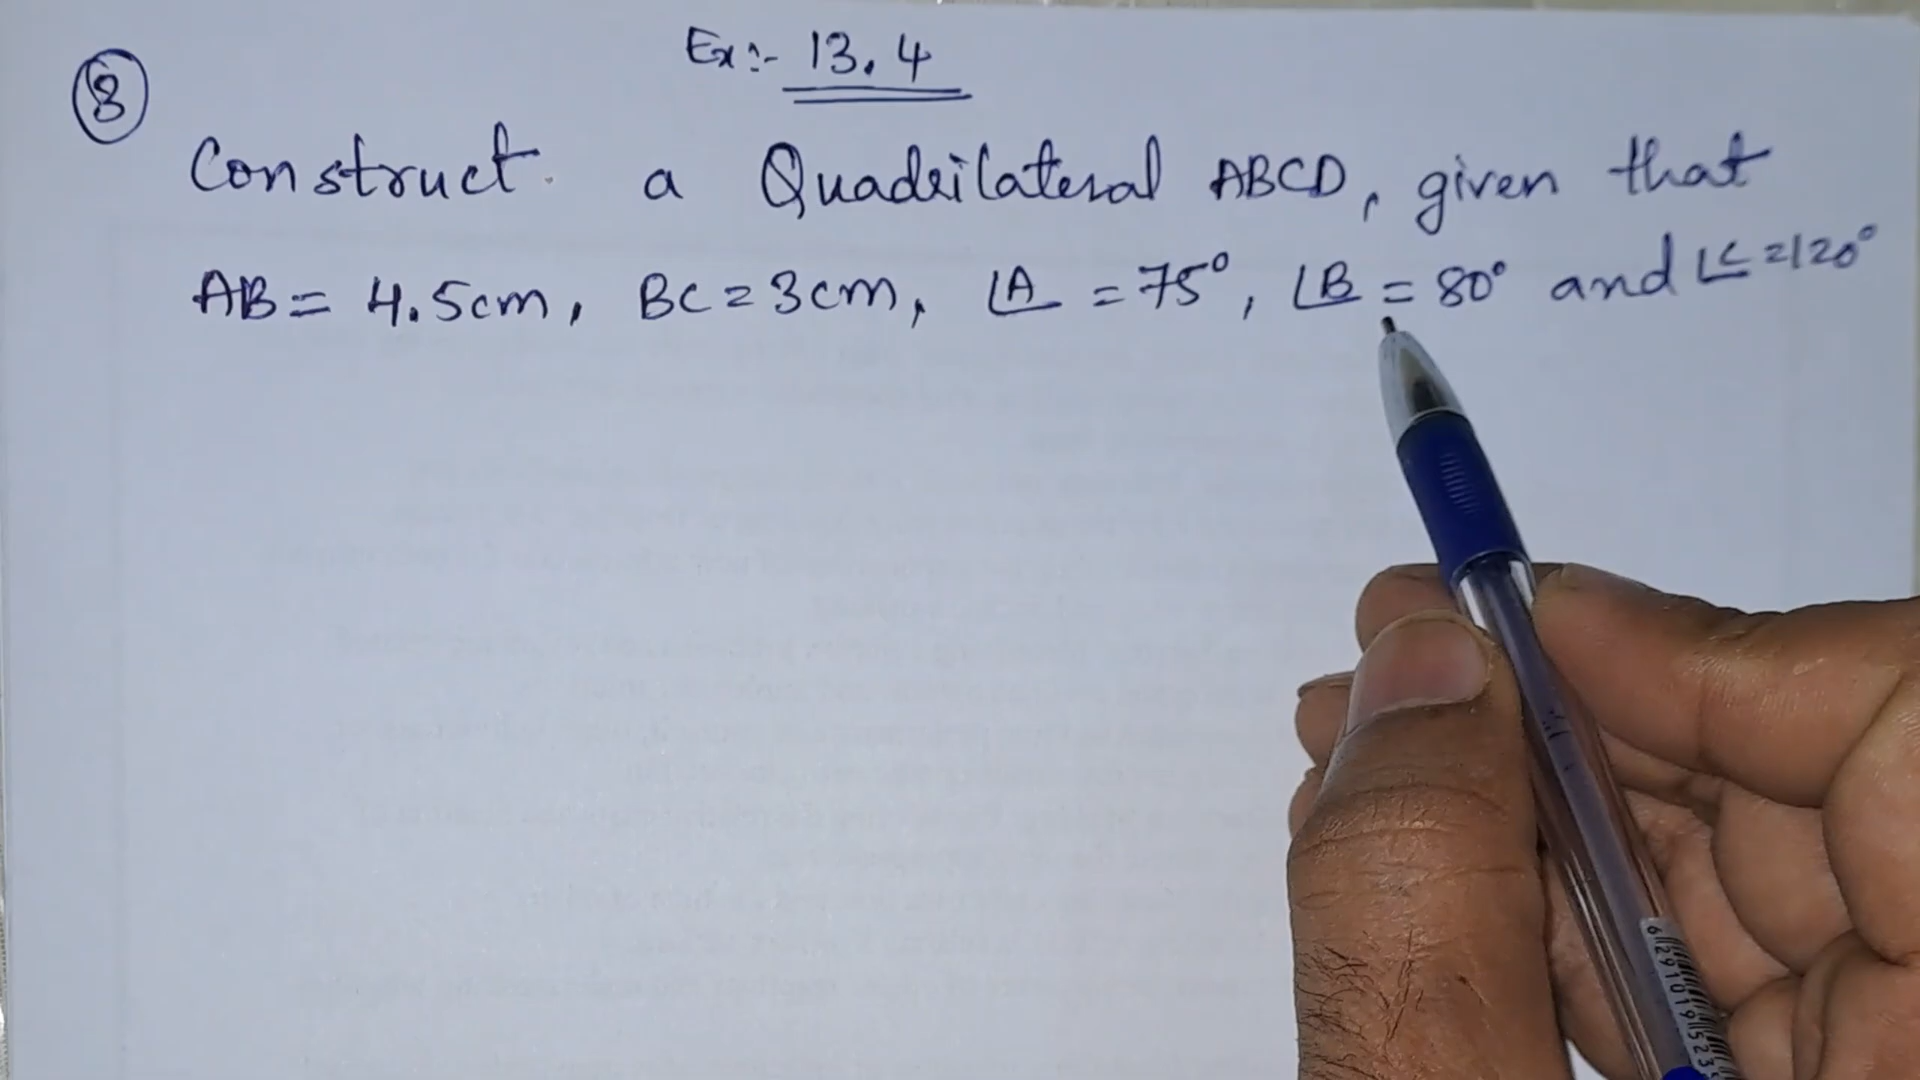 Ex:- 13.4
8
Construct a Quadrilateral ABCD, given that
AB = 4.5cm, BC = 3cm, ∠A = 75°, ∠B = 80° and ∠C = 120°